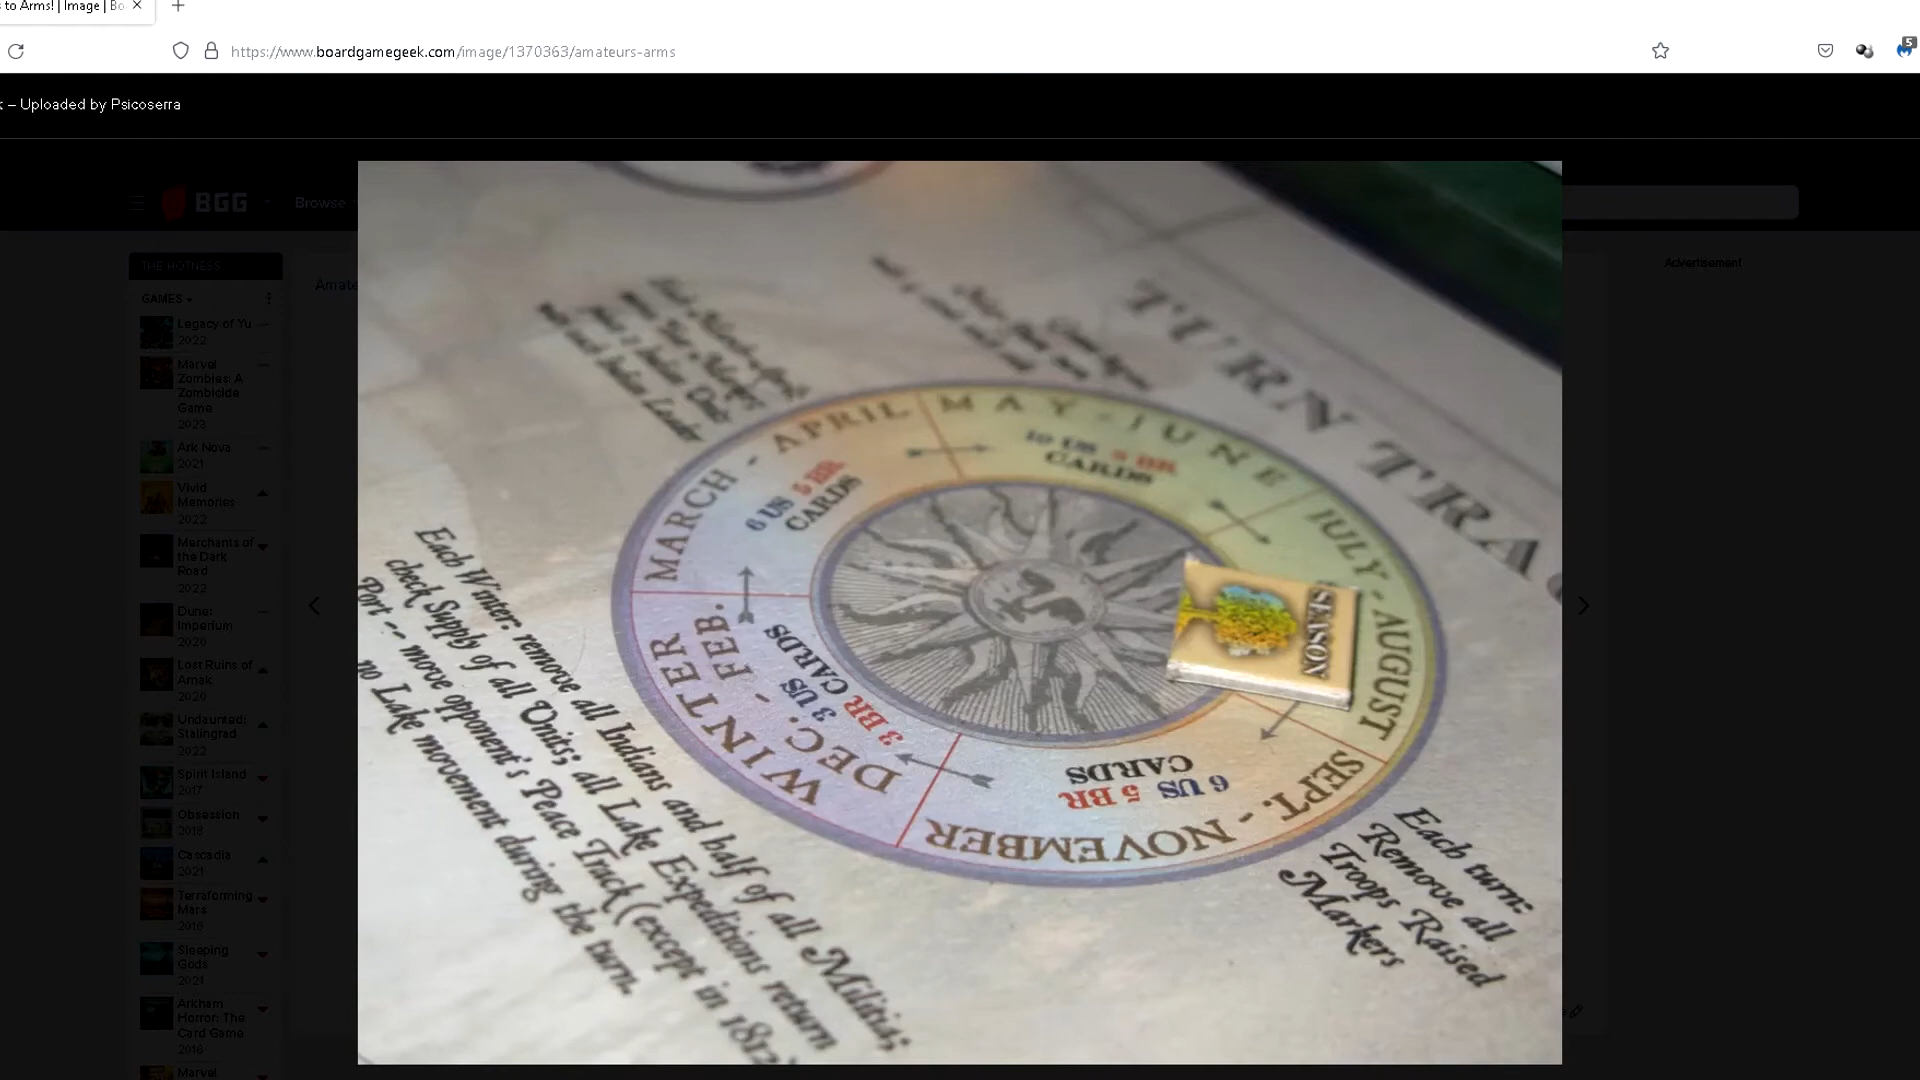 s to Arms! | Image | Bo
https://www.boardgamegeek.com/image/1370363/amateurs-arms
5
k – Uploaded by Psicoserra
BGG
Browse
THE HOTNESS
GAMES
Amate
Advertisement
Legacy of Yu
2022
Marvel
Zombies: A
Zombicide
Game
2023
Ark Nova
2021
Vivid
Memories
2022
Merchants of
the Dark
Road
2022
Dune:
Imperium
2020
Lost Ruins of
Arnak
2020
Undaunted:
Stalingrad
2022
Spirit Island
2017
Obsession
2018
Cascadia
2021
Terraforming
Mars
2016
Sleeping
Gods
2021
Arkham
Horror: The
Card Game
2016
Marvel
TURN TRA
MARCH - APRIL
6 US 5 BR
CARDS
MAY - JUNE
10 US 5 BR
CARDS
JULY - AUGUST
SEASON
SEPT. - NOVEMBER
6 US 5 BR
CARDS
WINTER
DEC. - FEB.
3 US
3 BR CARDS
Each Winter: remove all Indians and half of all Militia;
check Supply of all Units; all Lake Expeditions return
Port -- move opponent's Peace Track (except in 1812)
no Lake movement during the turn.
Each turn:
Remove all
Troops Raised
Markers